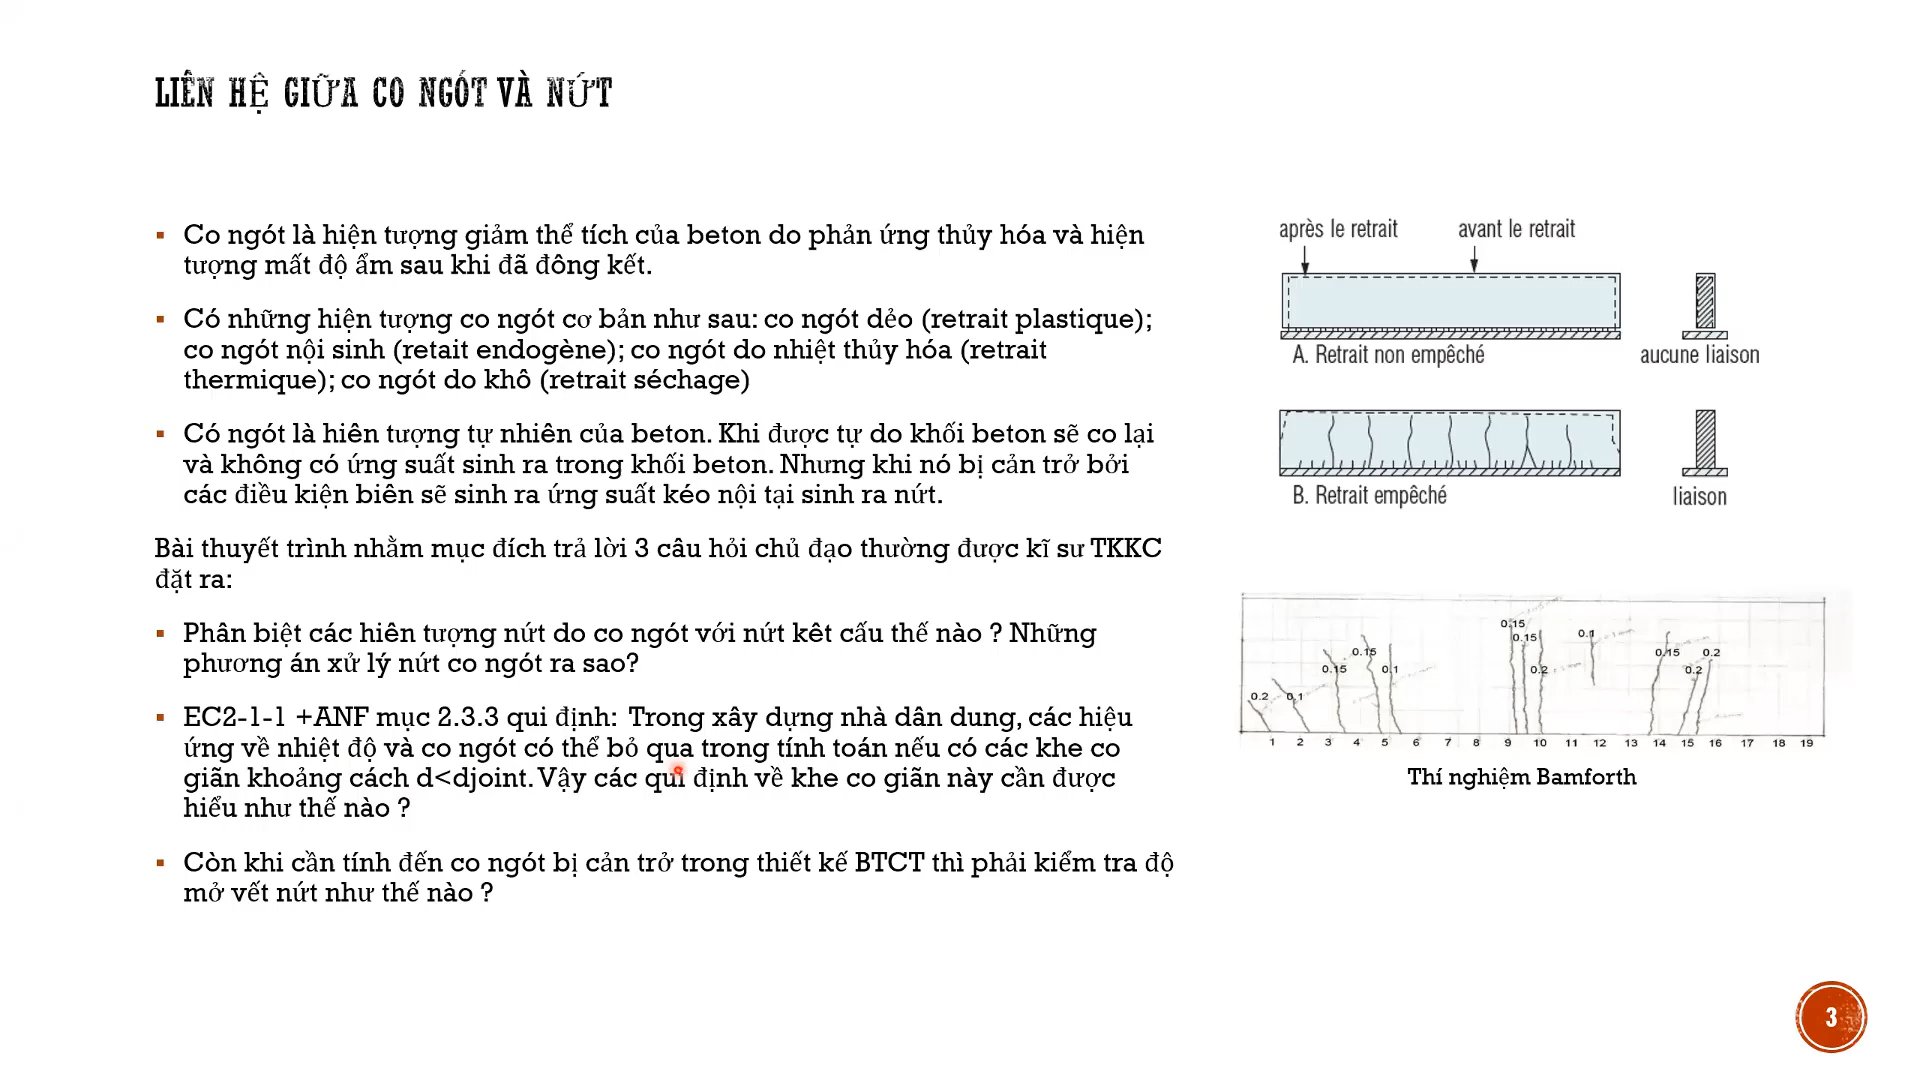 LIÊN HỆ GIỮA CO NGÓT VÀ NỨT
Co ngót là hiện tượng giảm thể tích của beton do phản ứng thủy hóa và hiện
tượng mất độ ẩm sau khi đã đông kết.
Có những hiện tượng co ngót cơ bản như sau: co ngót dẻo (retrait plastique);
co ngót nội sinh (retait endogène); co ngót do nhiệt thủy hóa (retrait
thermique); co ngót do khô (retrait séchage)
Có ngót là hiên tượng tự nhiên của beton. Khi được tự do khối beton sẽ co lại
và không có ứng suất sinh ra trong khối beton. Nhưng khi nó bị cản trở bởi
các điều kiện biên sẽ sinh ra ứng suất kéo nội tại sinh ra nứt.
Bài thuyết trình nhằm mục đích trả lời 3 câu hỏi chủ đạo thường được kĩ sư TKKC
đặt ra:
Phân biệt các hiên tượng nứt do co ngót với nứt kêt cấu thế nào ? Những
phương án xử lý nứt co ngót ra sao?
EC2-1-1 +ANF mục 2.3.3 qui định: Trong xây dựng nhà dân dung, các hiệu
ứng về nhiệt độ và co ngót có thể bỏ qua trong tính toán nếu có các khe co
giãn khoảng cách d<djoint. Vậy các qui định về khe co giãn này cần được
hiểu như thế nào ?
Còn khi cần tính đến co ngót bị cản trở trong thiết kế BTCT thì phải kiểm tra độ
mở vết nứt như thế nào ?
après le retrait avant le retrait
A. Retrait non empêché aucune liaison
B. Retrait empêché liaison
0.15
0.15 0.1
0.15 0.15 0.2
0.15 0.1 0.2 0.2
0.2 0.1
1 2 3 4 5 6 7 8 9 10 11 12 13 14 15 16 17 18 19
Thí nghiệm Bamforth
3